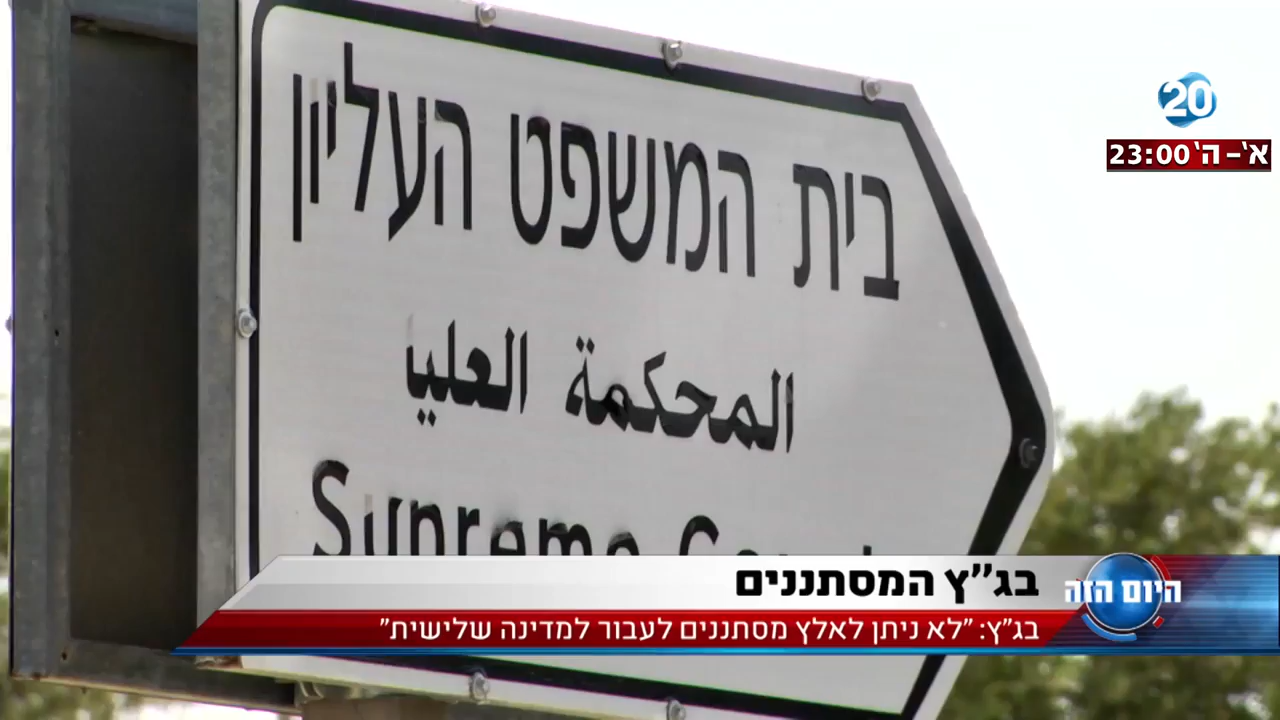 בית המשפט העליון
المحكمة العليا
Supreme Court
20
א'-ה' 23:00
היום הזה
בג"ץ המסתננים
בג"ץ: "לא ניתן לאלץ מסתננים לעבור למדינה שלישית"